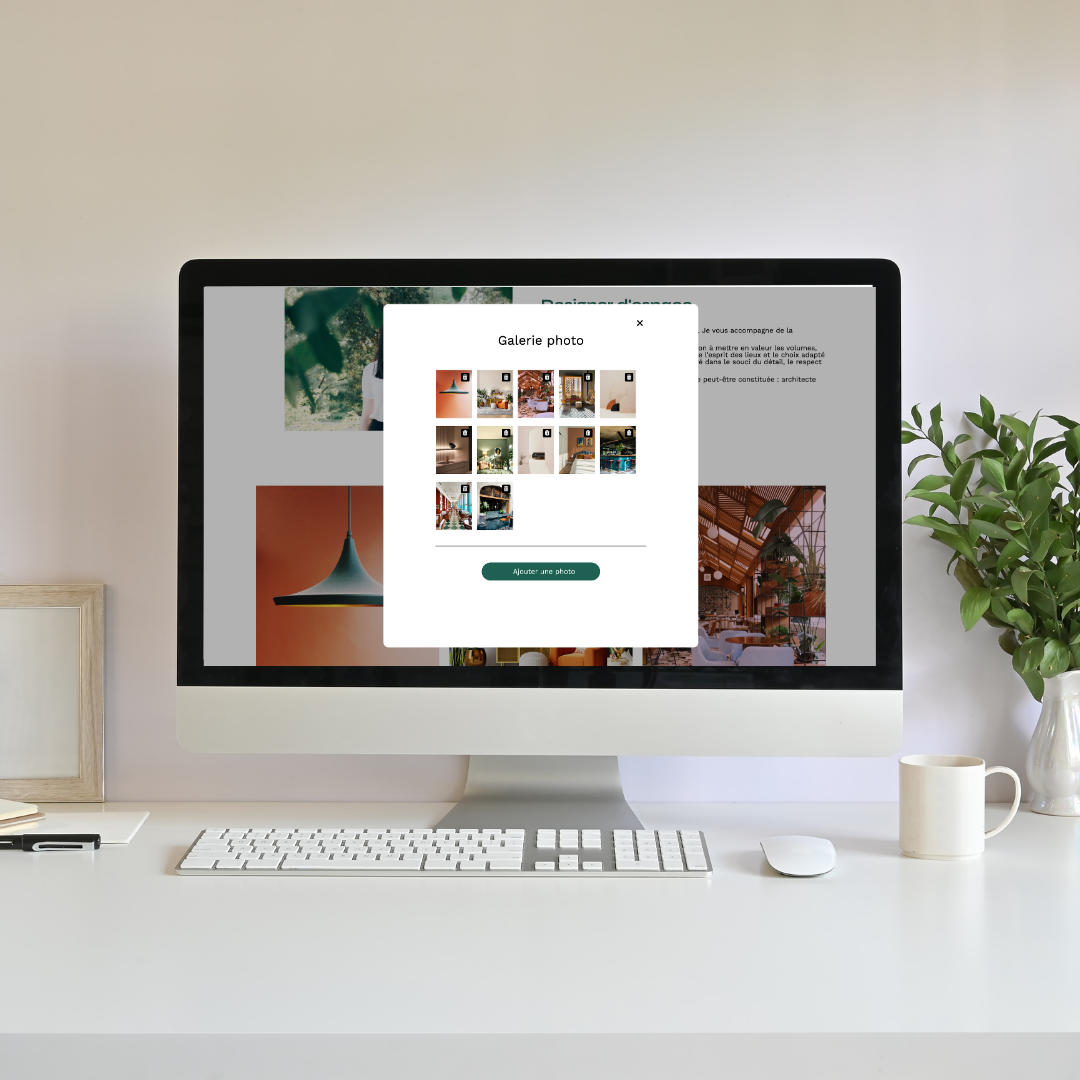 Designer d'espace
. Je vous accompagne de la
Galerie photo
on à mettre en valeur les volumes,
e l'esprit des lieux et le choix adapté
é dans le souci du détail, le respect
e peut-être constituée : architecte
Ajouter une photo